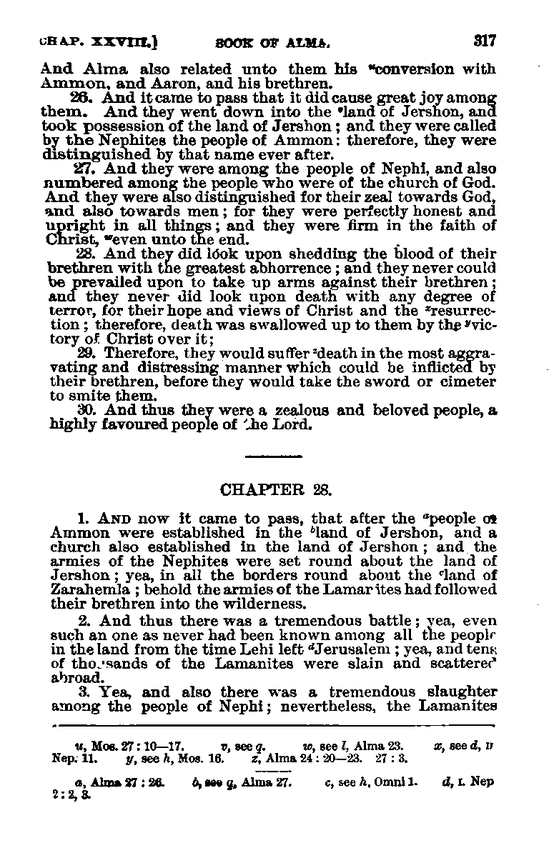 CHAP. XXVIII.] BOOK OF ALMA. 317
And Alma also related unto them his ᵘconversion with
Ammon, and Aaron, and his brethren.
26. And it came to pass that it did cause great joy among
them. And they went down into the ᵛland of Jershon, and
took possession of the land of Jershon; and they were called
by the Nephites the people of Ammon: therefore, they were
distinguished by that name ever after.
27. And they were among the people of Nephi, and also
numbered among the people who were of the church of God.
And they were also distinguished for their zeal towards God,
and also towards men; for they were perfectly honest and
upright in all things; and they were firm in the faith of
Christ, ʷeven unto the end.
28. And they did look upon shedding the blood of their
brethren with the greatest abhorrence; and they never could
be prevailed upon to take up arms against their brethren;
and they never did look upon death with any degree of
terror, for their hope and views of Christ and the ˣresurrec-
tion; therefore, death was swallowed up to them by the ʸvic-
tory of Christ over it;
29. Therefore, they would suffer ᶻdeath in the most aggra-
vating and distressing manner which could be inflicted by
their brethren, before they would take the sword or cimeter
to smite them.
30. And thus they were a zealous and beloved people, a
highly favoured people of the Lord.
CHAPTER 28.
1. AND now it came to pass, that after the ᵃpeople of
Ammon were established in the ᵇland of Jershon, and a
church also established in the land of Jershon; and the
armies of the Nephites were set round about the land of
Jershon; yea, in all the borders round about the ᶜland of
Zarahemla; behold the armies of the Lamanites had followed
their brethren into the wilderness.
2. And thus there was a tremendous battle; yea, even
such an one as never had been known among all the people
in the land from the time Lehi left ᵈJerusalem; yea, and tens
of thousands of the Lamanites were slain and scattered
abroad.
3. Yea, and also there was a tremendous slaughter
among the people of Nephi; nevertheless, the Lamanites
u, Mos. 27:10—17. v, see q. w, see l, Alma 23. x, see d, II
Nep. 11. y, see h, Mos. 16. z, Alma 24:20—23. 27:3.
a, Alma 27:26. b, see q, Alma 27. c, see h, Omni 1. d, I. Nep
2:2, 3.